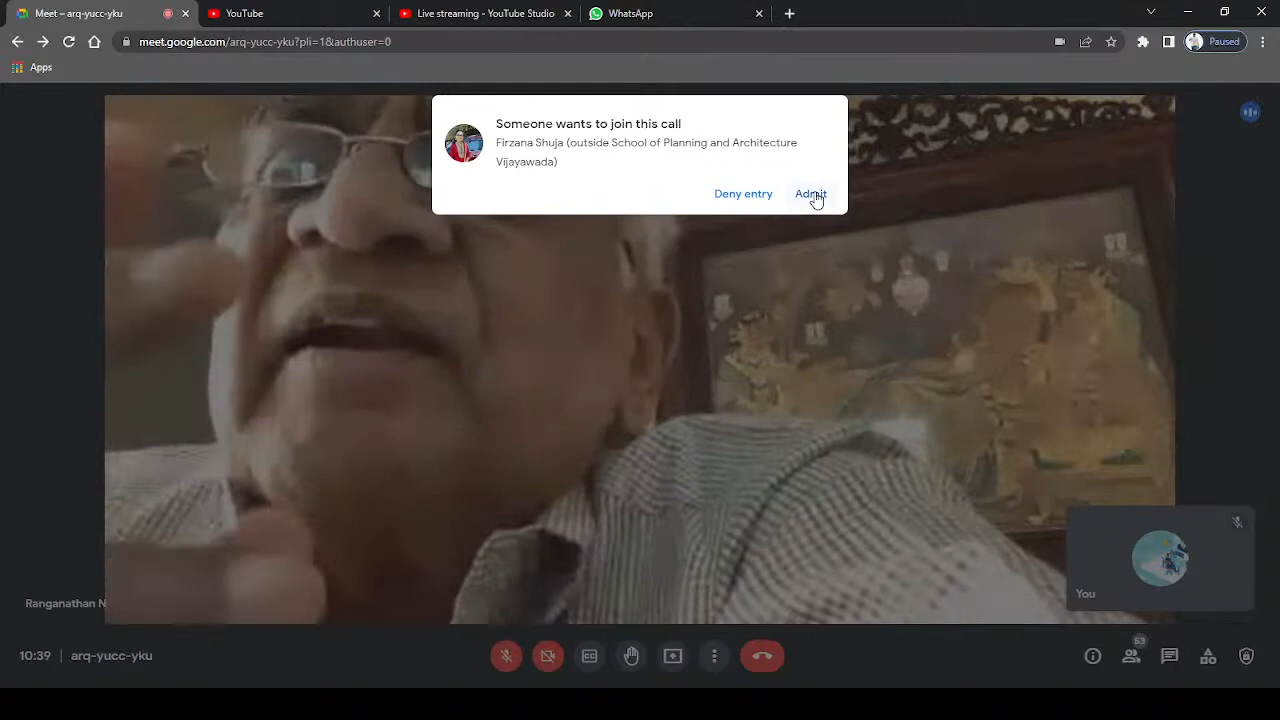 Meet – arq-yucc-yku
YouTube
Live streaming - YouTube Studio
WhatsApp
meet.google.com/arq-yucc-yku?pli=1&authuser=0
Paused
Apps
Someone wants to join this call
Firzana Shuja (outside School of Planning and Architecture
Vijayawada)
Deny entry
Admit
You
Ranganathan N
63
10:39 | arq-yucc-yku